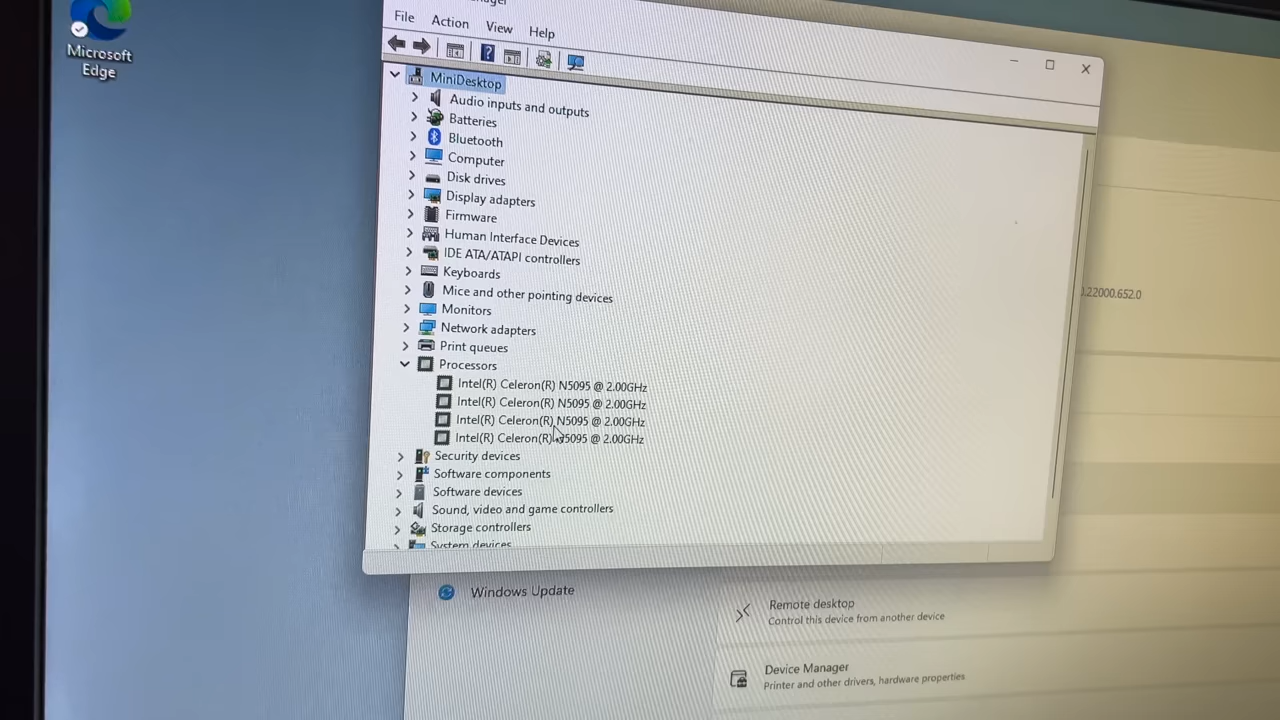 Microsoft
Edge
File Action View Help
MiniDesktop
Audio inputs and outputs
Batteries
Bluetooth
Computer
Disk drives
Display adapters
Firmware
Human Interface Devices
IDE ATA/ATAPI controllers
Keyboards
Mice and other pointing devices
Monitors
Network adapters
Print queues
Processors
Intel(R) Celeron(R) N5095 @ 2.00GHz
Intel(R) Celeron(R) N5095 @ 2.00GHz
Intel(R) Celeron(R) N5095 @ 2.00GHz
Intel(R) Celeron(R) N5095 @ 2.00GHz
Security devices
Software components
Software devices
Sound, video and game controllers
Storage controllers
System devices
.22000.652.0
Windows Update
Remote desktop
Control this device from another device
Device Manager
Printer and other drivers, hardware properties